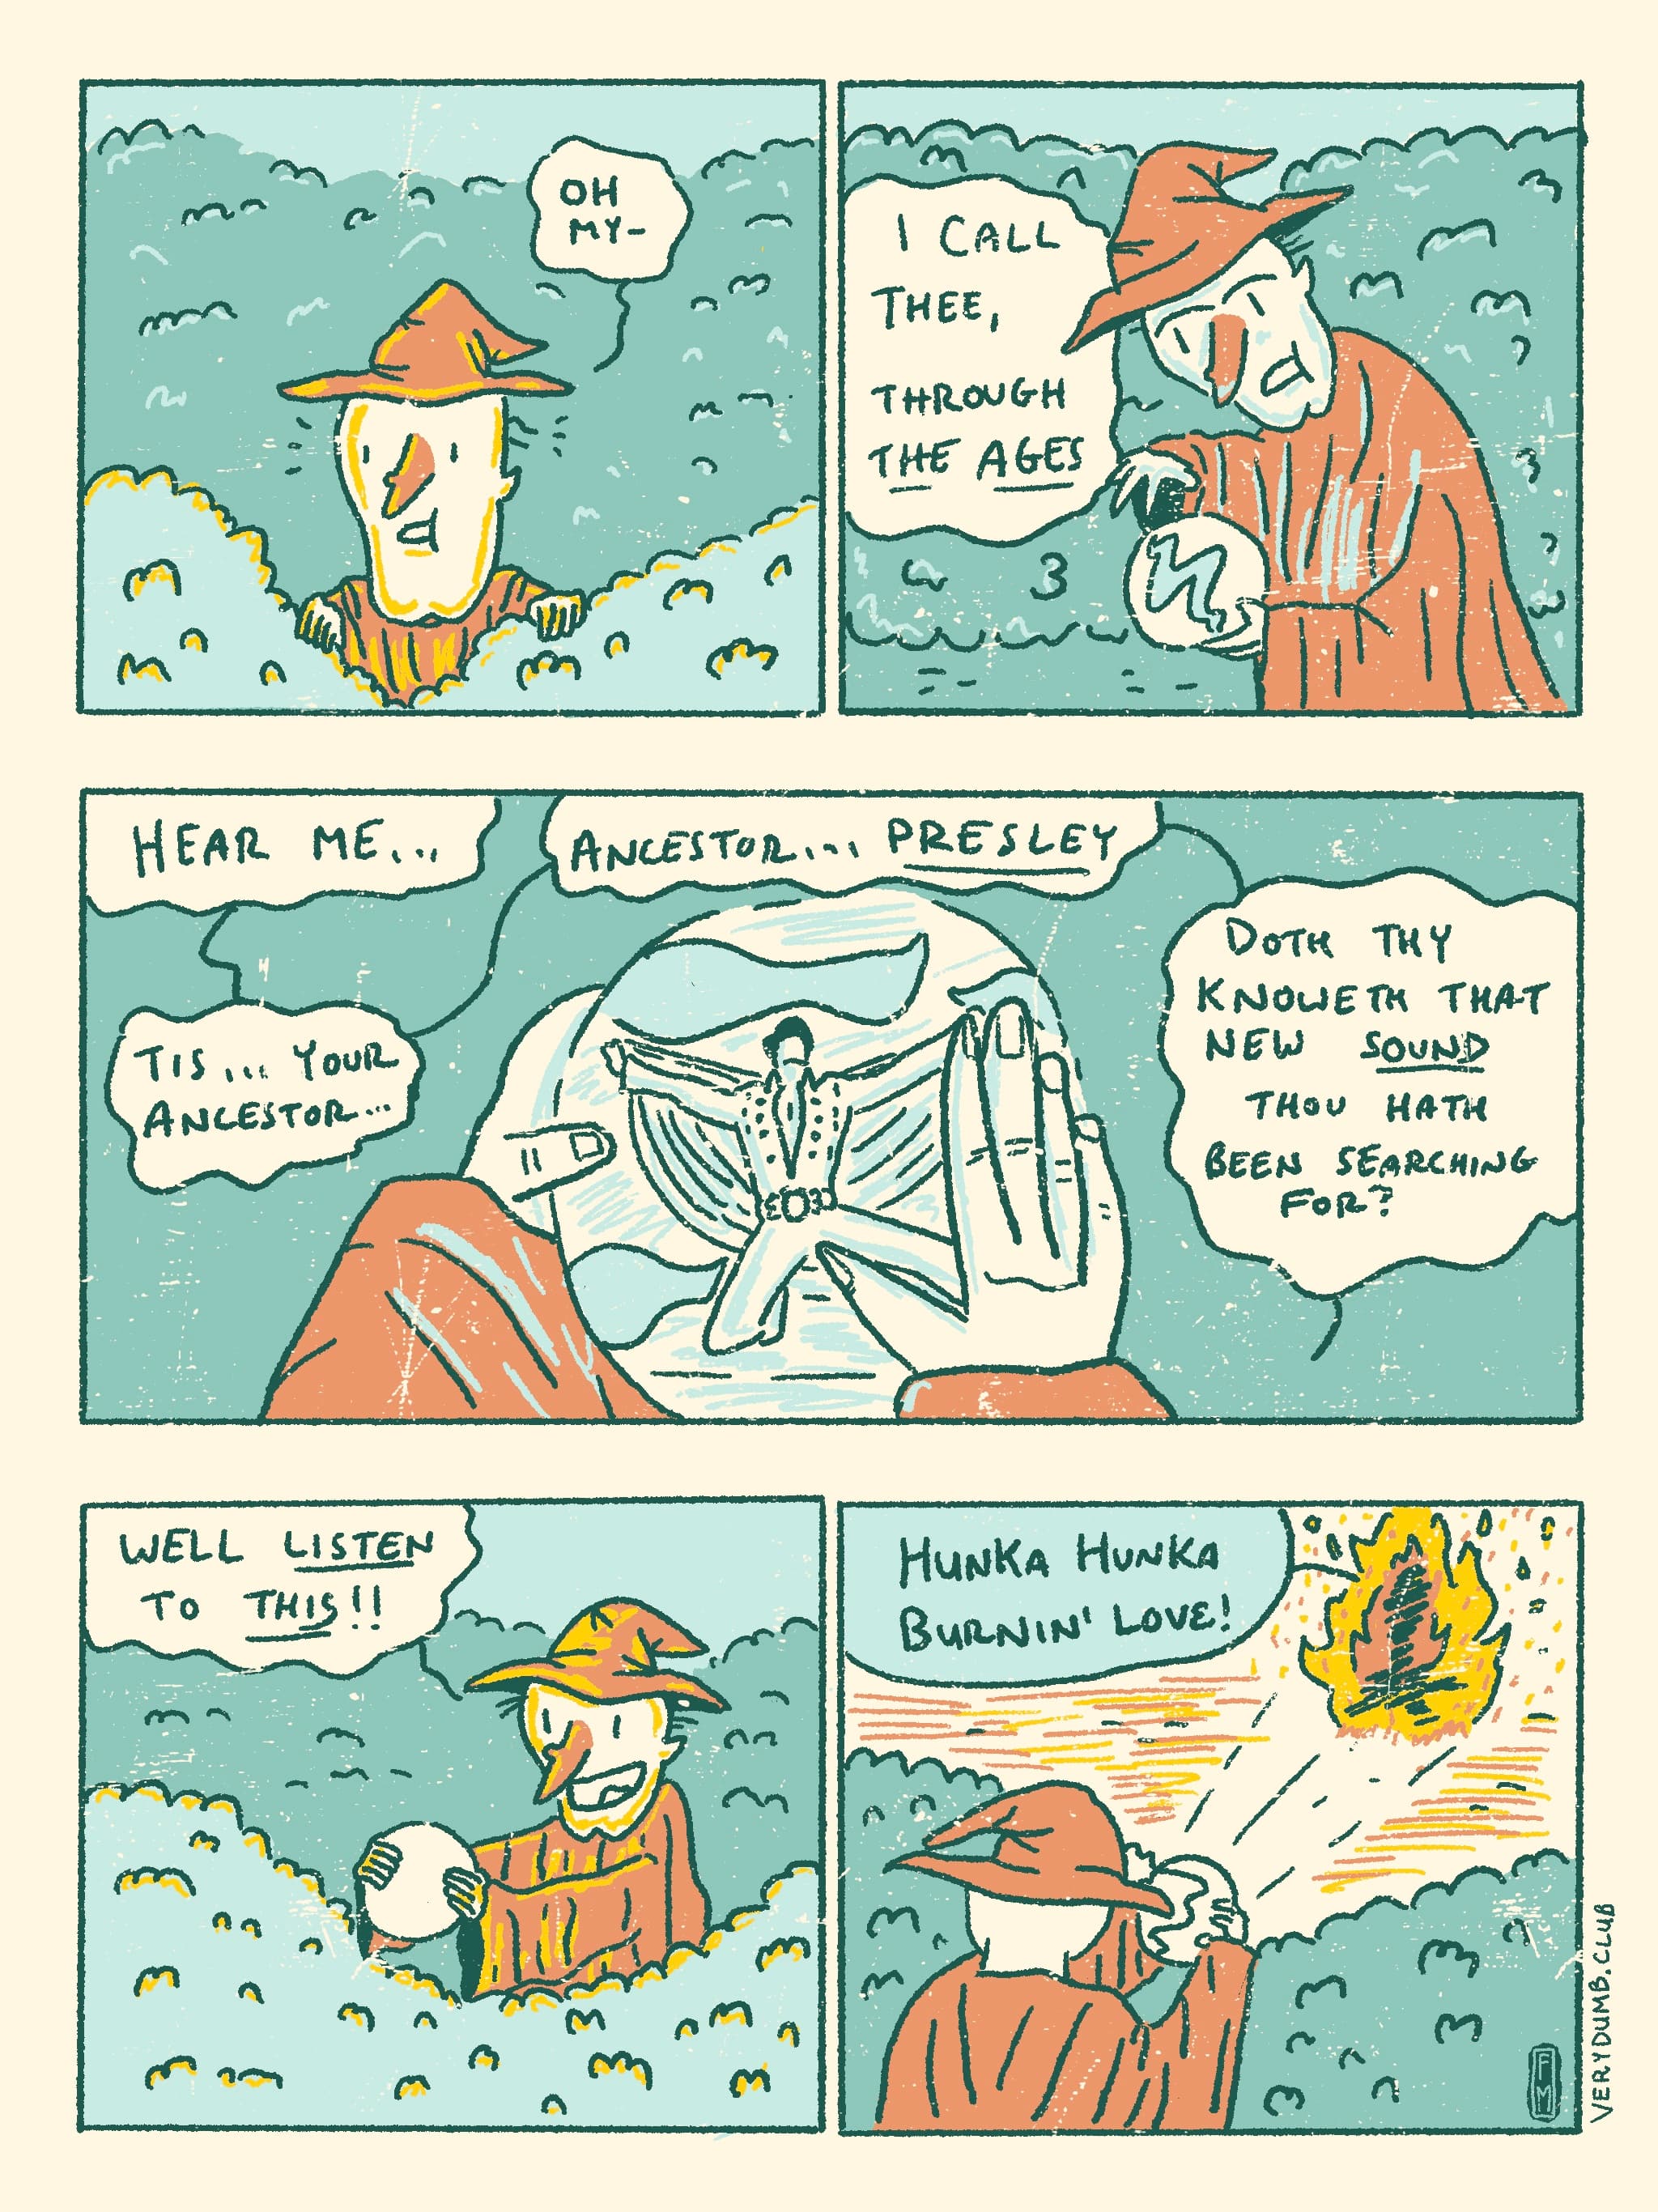 OH
MY-
I CALL
THEE,
THROUGH
THE AGES
HEAR ME...
TIS... YOUR
ANCESTOR...
ANCESTOR... PRESLEY
DOTH THY
KNOWETH THAT
NEW SOUND
THOU HATH
BEEN SEARCHING
FOR?
WELL LISTEN
TO THIS!!
HUNKA HUNKA
BURNIN' LOVE!
FM
VERYDUMB.CLUB